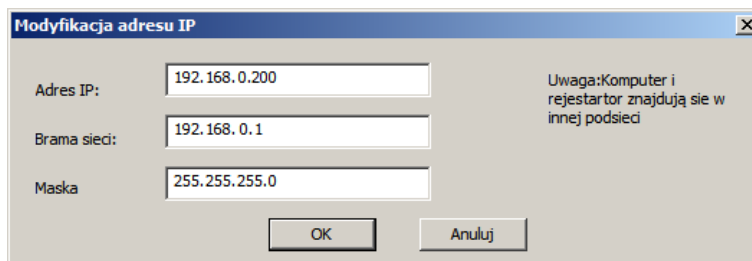 Modyfikacja adresu IP
Adres IP:
192.168.0.200
Uwaga:Komputer i
rejestartor znajdują sie w
innej podsieci
Brama sieci:
192.168.0.1
Maska
255.255.255.0
OK
Anuluj